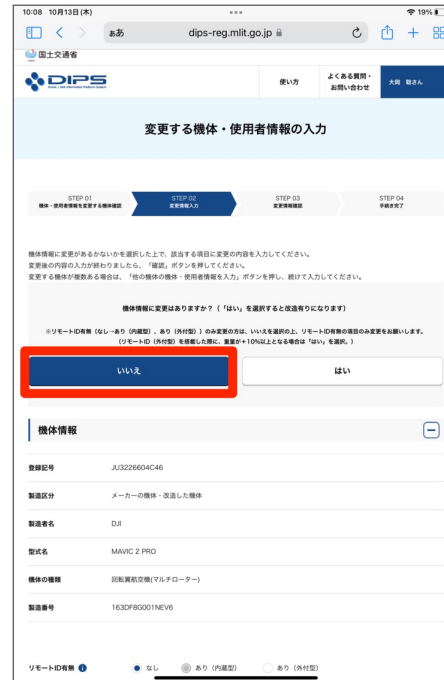 10:08 10月13日(木)
19%
ぁあ
dips-reg.mlit.go.jp
国土交通省
DIPS
使い方
よくある質問・
お問い合わせ
大岡 聡さん
変更する機体・使用者情報の入力
STEP 01
機体・使用者情報を変更する機体確認
STEP 02
変更情報入力
STEP 03
変更情報確認
STEP 04
手続き完了
機体情報に変更があるかないかを選択した上で、該当する項目に変更の内容を入力してください。
変更後の内容の入力が終わりましたら、「確認」ボタンを押してください。
変更する機体が複数ある場合は、「他の機体の機体・使用者情報を入力」ボタンを押し、続けて入力してください。
機体情報に変更はありますか?(「はい」を選択すると改造有りになります)
※リモートID有無(なし→あり(内蔵型)、あり(外付型))のみ変更の方は、いいえを選択の上、リモートID有無の項目のみ変更をお願いします。
(リモートID(外付型)を搭載した際に、重量が+10%以上となる場合は「はい」を選択。)
いいえ
はい
機体情報
登録記号 JU3226604C46
製造区分 メーカーの機体・改造した機体
製造者名 DJI
型式名 MAVIC 2 PRO
機体の種類 回転翼航空機(マルチローター)
製造番号 163DF8G001NEV6
リモートID有無 なし あり(内蔵型) あり(外付型)